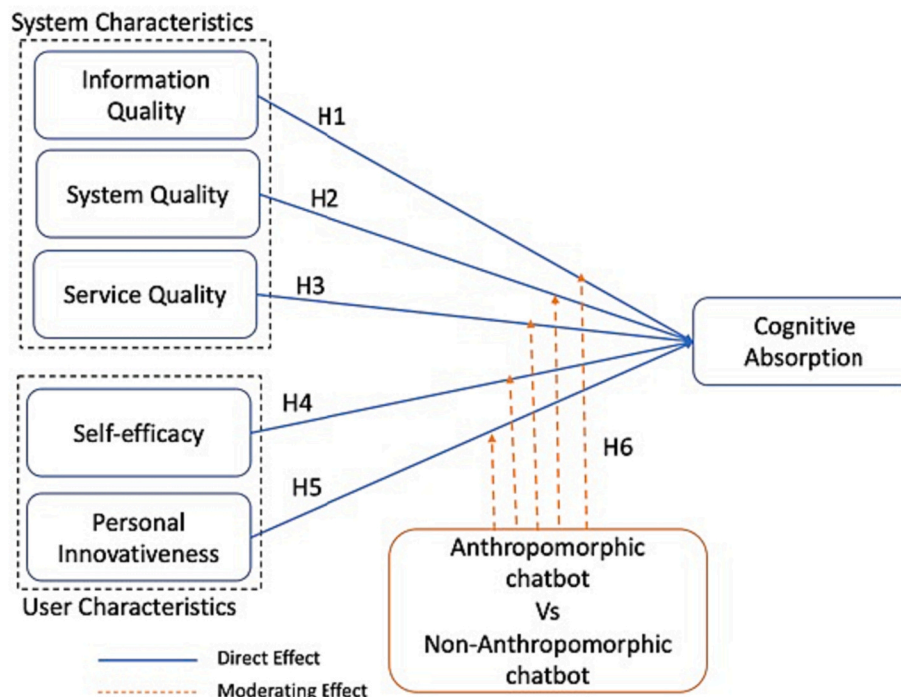 System Characteristics
Information
Quality
H1
System Quality
H2
Service Quality
H3
Cognitive
Absorption
Self-efficacy
H4
H5
H6
Personal
Innovativeness
User Characteristics
Anthropomorphic
chatbot
Vs
Non-Anthropomorphic
chatbot
Direct Effect
Moderating Effect